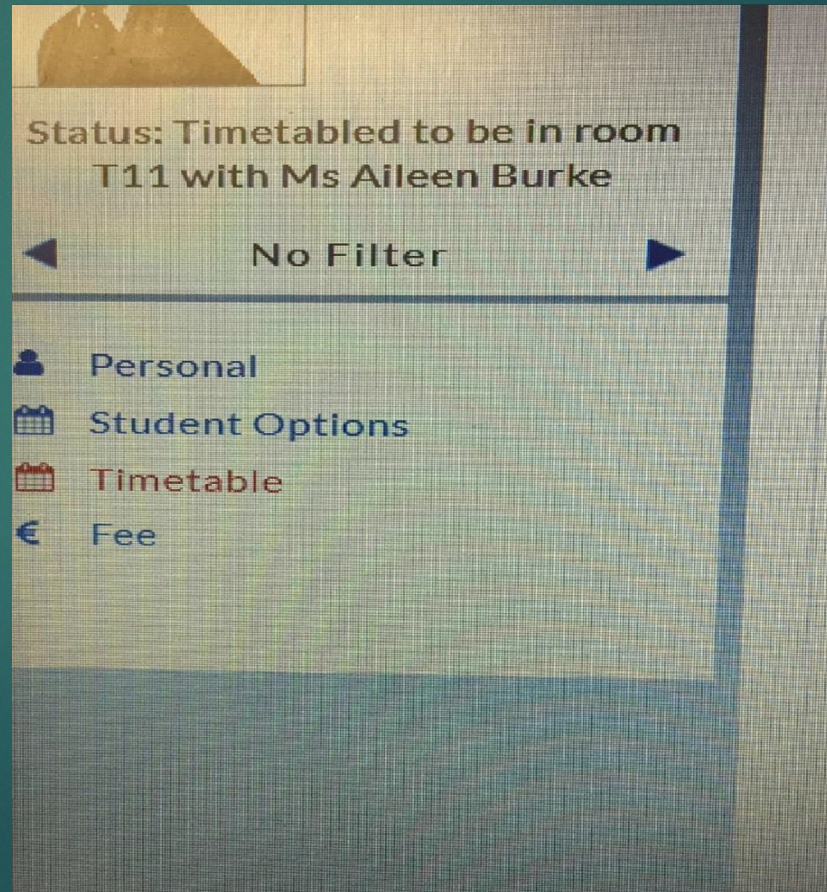 Status: Timetabled to be in room
T11 with Ms Aileen Burke
No Filter
Personal
Student Options
Timetable
€ Fee